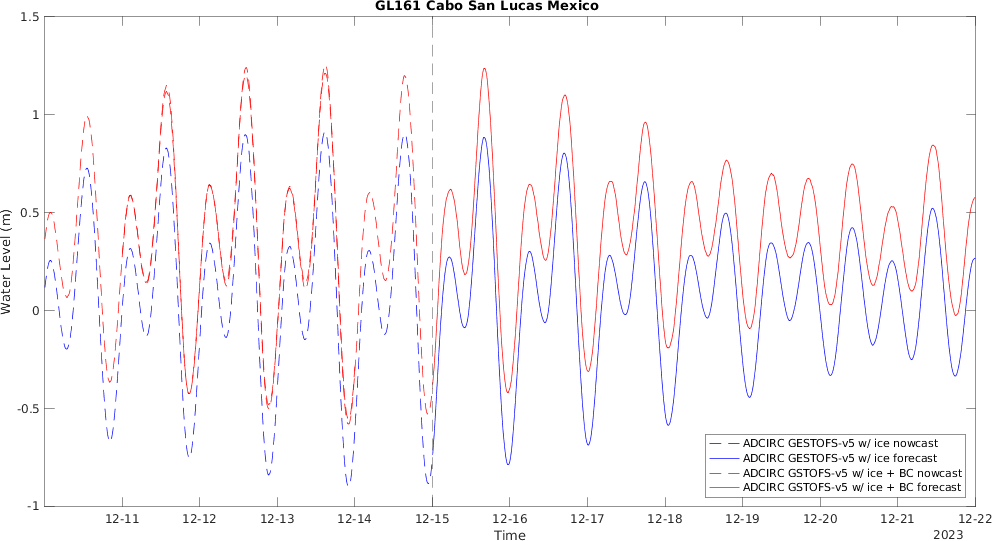 GL161 Cabo San Lucas Mexico
1.5
1
0.5
0
-0.5
-1
Water Level (m)
12-11 12-12 12-13 12-14 12-15 12-16 12-17 12-18 12-19 12-20 12-21 12-22
Time
2023
ADCIRC GESTOFS-v5 w/ ice nowcast
ADCIRC GESTOFS-v5 w/ ice forecast
ADCIRC GSTOFS-v5 w/ ice + BC nowcast
ADCIRC GSTOFS-v5 w/ ice + BC forecast